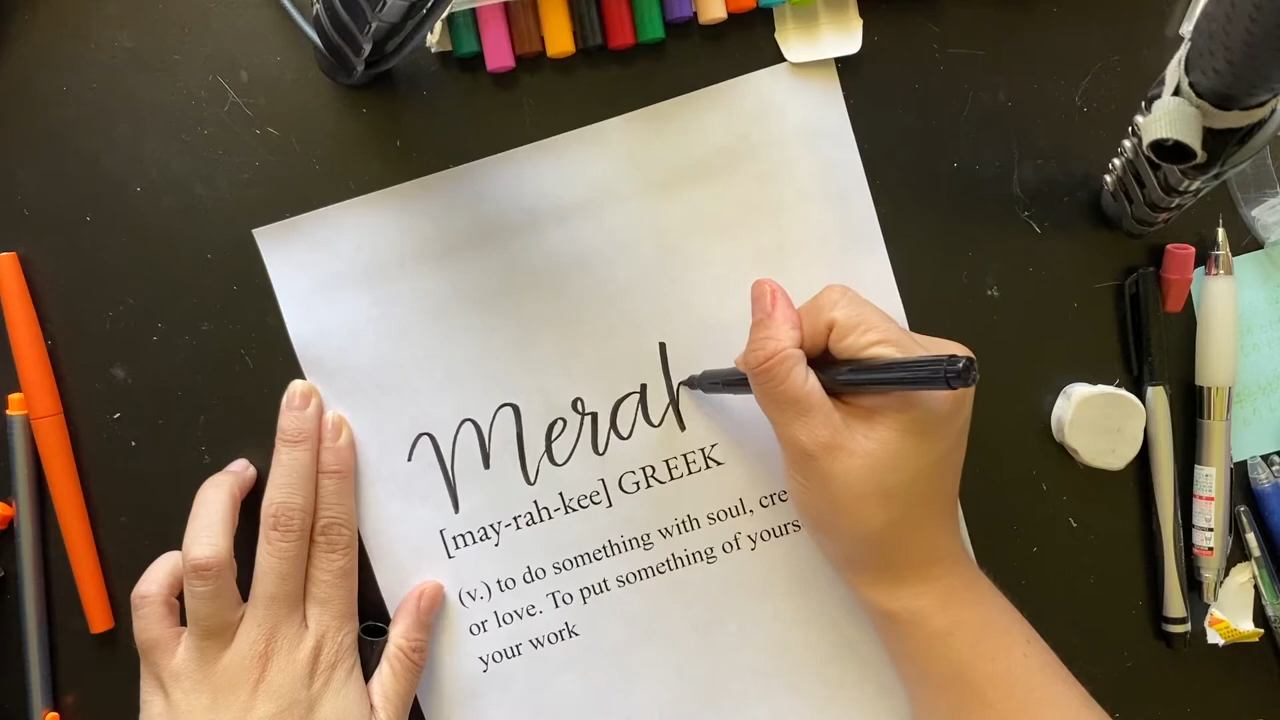 Merak
[may-rah-kee] GREEK
(v.) to do something with soul, cre
or love. To put something of yours
your work